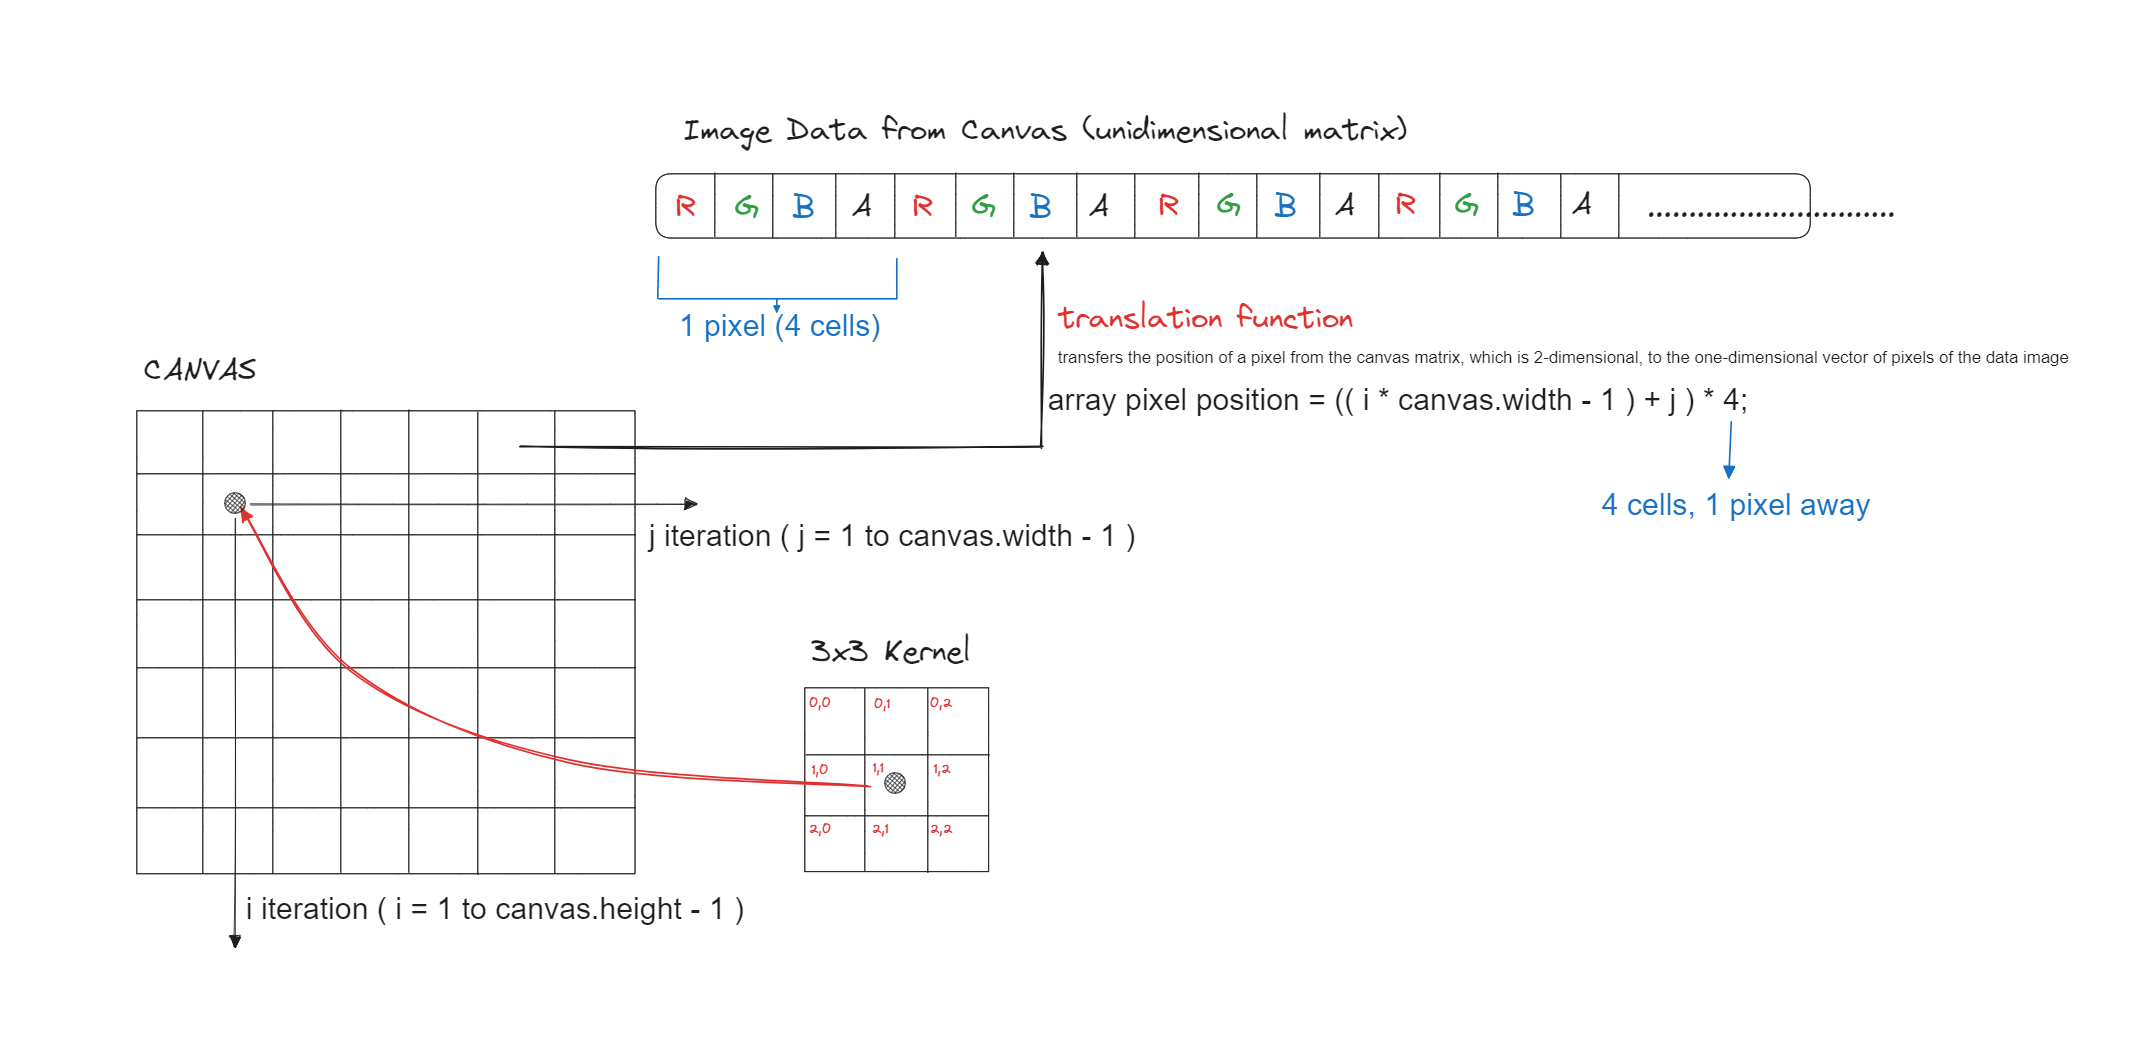 Image Data from Canvas (unidimensional matrix)
R G B A R G B A R G B A R G B A ...............................
1 pixel (4 cells)
translation function
transfers the position of a pixel from the canvas matrix, which is 2-dimensional, to the one-dimensional vector of pixels of the data image
CANVAS
array pixel position = (( i * canvas.width - 1 ) + j ) * 4;
4 cells, 1 pixel away
j iteration ( j = 1 to canvas.width - 1 )
3x3 Kernel
0,0 0,1 0,2
1,0 1,1 1,2
2,0 2,1 2,2
i iteration ( i = 1 to canvas.height - 1 )